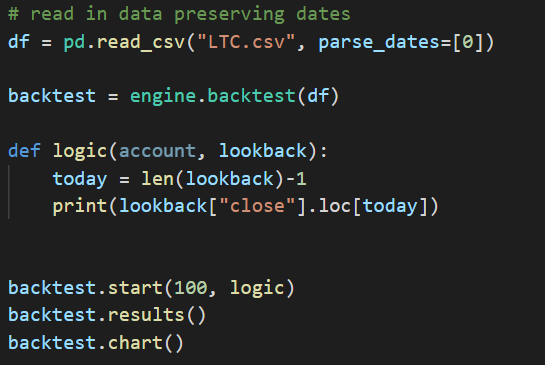 # read in data preserving dates
df = pd.read_csv("LTC.csv", parse_dates=[0])
backtest = engine.backtest(df)
def logic(account, lookback):
    today = len(lookback)-1
    print(lookback["close"].loc[today])
backtest.start(100, logic)
backtest.results()
backtest.chart()